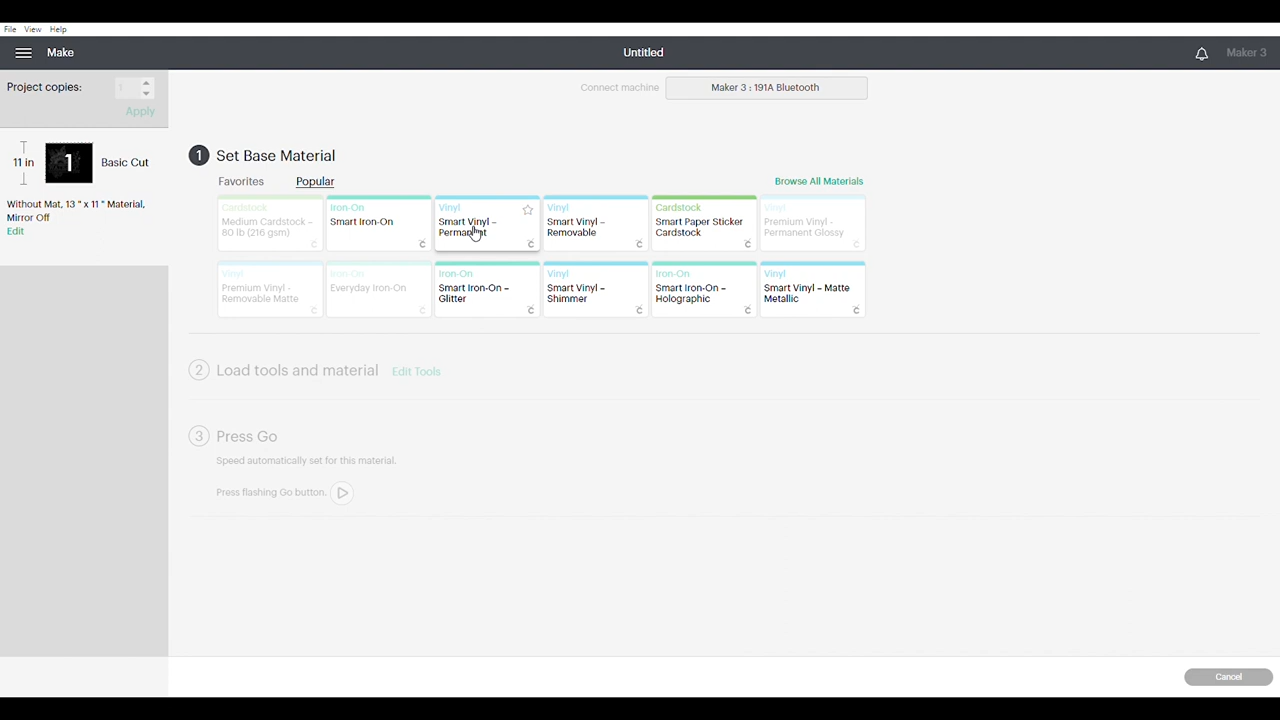 File View Help
Make
Untitled
Maker 3
Project copies:
1
Apply
Connect machine
Maker 3 : 191A Bluetooth
11 in
1
Basic Cut
Without Mat, 13 " x 11 " Material,
Mirror Off
Edit
1 Set Base Material
Favorites
Popular
Browse All Materials
Cardstock
Medium Cardstock –
80 lb (216 gsm)
Iron-On
Smart Iron-On
Vinyl
Smart Vinyl –
Permanent
Vinyl
Smart Vinyl –
Removable
Cardstock
Smart Paper Sticker
Cardstock
Vinyl
Premium Vinyl -
Permanent Glossy
Vinyl
Premium Vinyl -
Removable Matte
Iron-On
Everyday Iron-On
Iron-On
Smart Iron-On –
Glitter
Vinyl
Smart Vinyl –
Shimmer
Iron-On
Smart Iron-On –
Holographic
Vinyl
Smart Vinyl – Matte
Metallic
2 Load tools and material Edit Tools
3 Press Go
Speed automatically set for this material.
Press flashing Go button.
Cancel